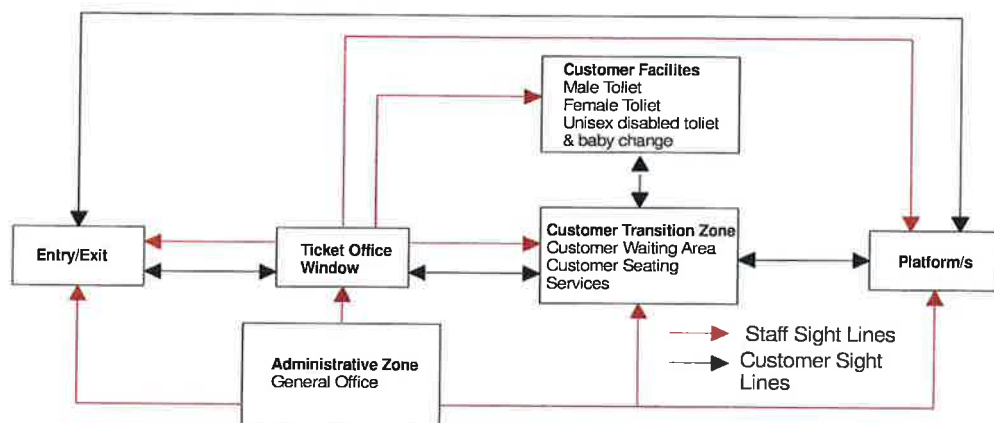 Customer Facilites
Male Toliet
Female Toliet
Unisex disabled toliet
& baby change
Entry/Exit
Ticket Office
Window
Customer Transition Zone
Customer Waiting Area
Customer Seating
Services
Platform/s
Administrative Zone
General Office
Staff Sight Lines
Customer Sight
Lines